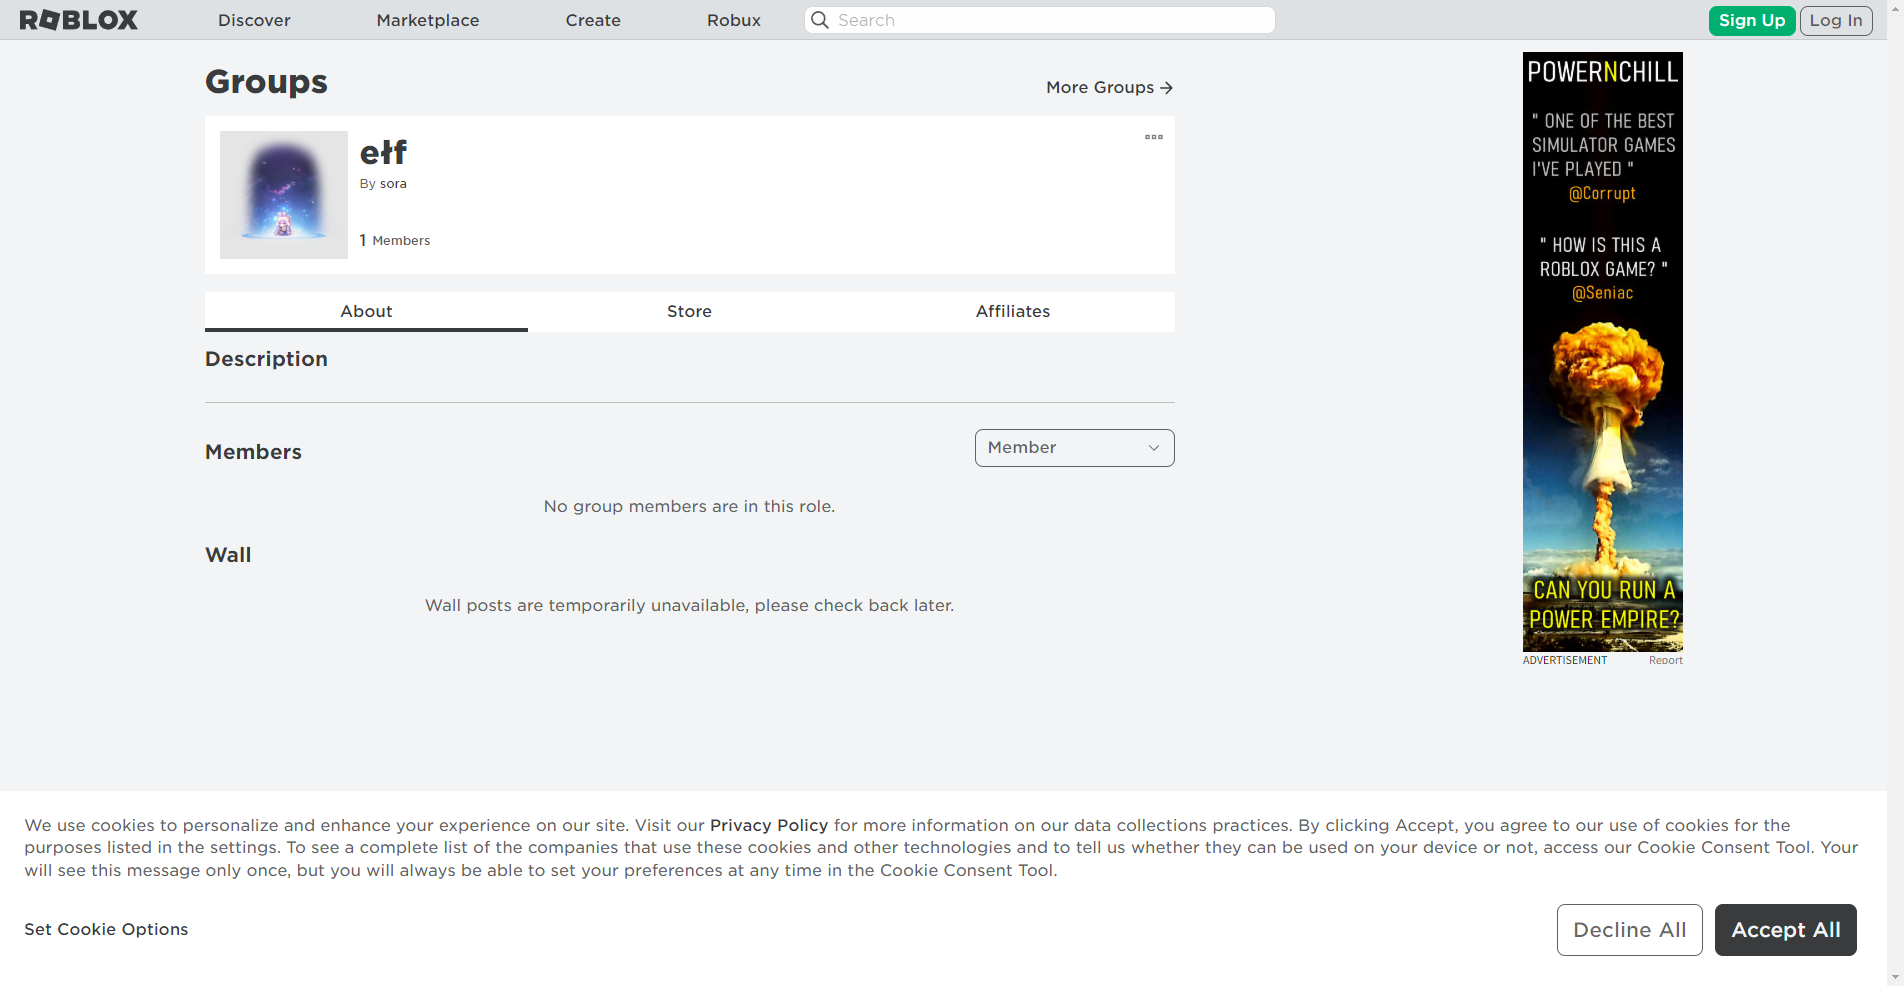 ROBLOX
Discover
Marketplace
Create
Robux
Search
Sign Up
Log In
Groups
More Groups
ełf
By sora
1 Members
About
Store
Affiliates
Description
Members
Member
No group members are in this role.
Wall
Wall posts are temporarily unavailable, please check back later.
POWERNCHILL
" ONE OF THE BEST
SIMULATOR GAMES
I'VE PLAYED "
@Corrupt
" HOW IS THIS A
ROBLOX GAME? "
@Seniac
CAN YOU RUN A
POWER EMPIRE?
ADVERTISEMENT
Report
We use cookies to personalize and enhance your experience on our site. Visit our Privacy Policy for more information on our data collections practices. By clicking Accept, you agree to our use of cookies for the
purposes listed in the settings. To see a complete list of the companies that use these cookies and other technologies and to tell us whether they can be used on your device or not, access our Cookie Consent Tool. Your
will see this message only once, but you will always be able to set your preferences at any time in the Cookie Consent Tool.
Set Cookie Options
Decline All
Accept All